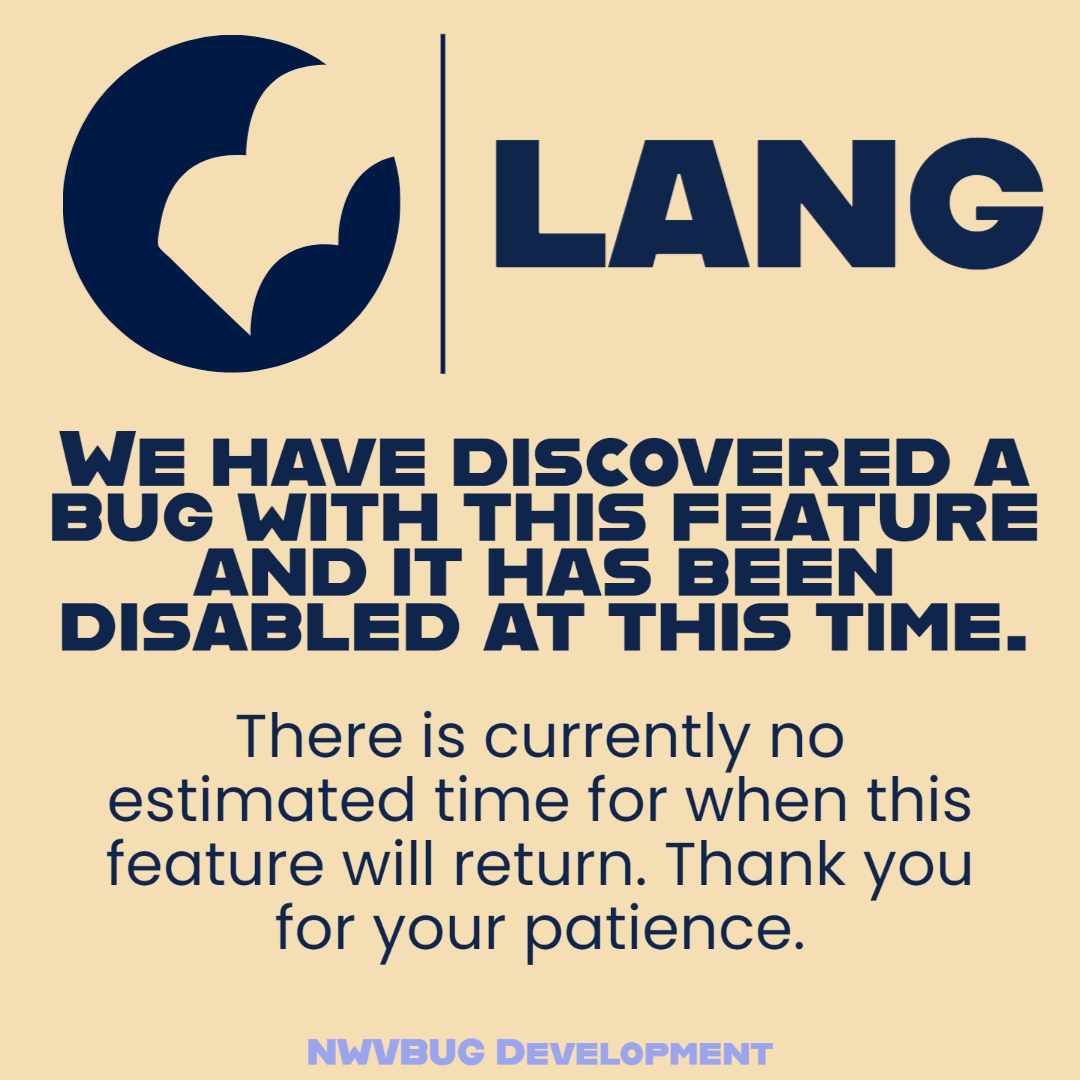 LANG
We have discovered a
bug with this feature
and it has been
disabled at this time.
There is currently no
estimated time for when this
feature will return. Thank you
for your patience.
NWVBUG Development